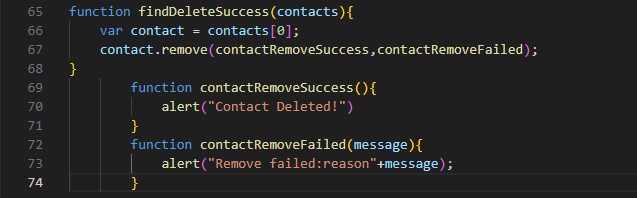 65 function findDeleteSuccess(contacts){
66     var contact = contacts[0];
67     contact.remove(contactRemoveSuccess,contactRemoveFailed);
68 }
69         function contactRemoveSuccess(){
70             alert("Contact Deleted!")
71         }
72         function contactRemoveFailed(message){
73             alert("Remove failed:reason"+message);
74         }